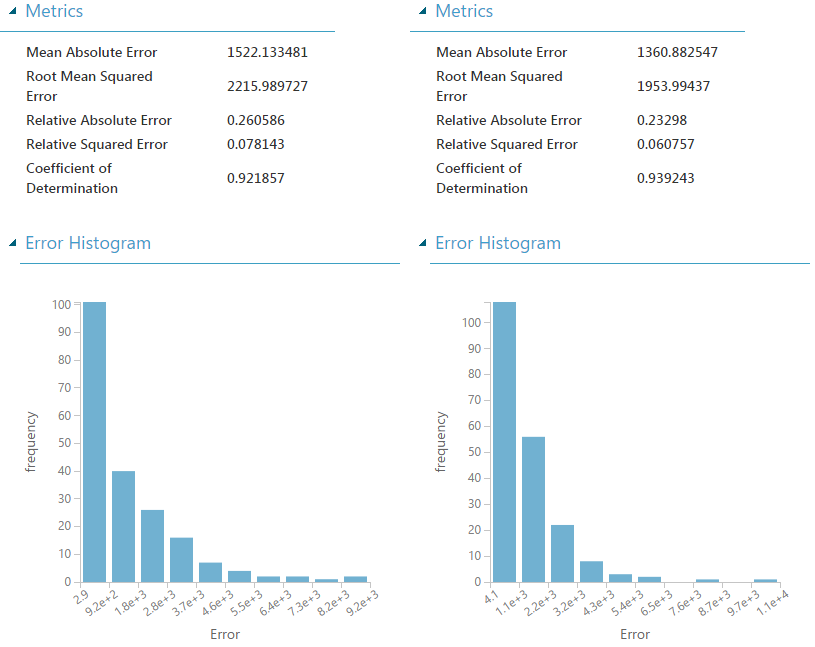 Metrics
Mean Absolute Error 1522.133481
Root Mean Squared
Error 2215.989727
Relative Absolute Error 0.260586
Relative Squared Error 0.078143
Coefficient of
Determination 0.921857
Error Histogram
100
90
80
70
60
50
40
30
20
10
0
frequency
2.9 9.2e+2 1.8e+3 2.8e+3 3.7e+3 4.6e+3 5.5e+3 6.4e+3 7.3e+3 8.2e+3 9.2e+3
Error
Metrics
Mean Absolute Error 1360.882547
Root Mean Squared
Error 1953.99437
Relative Absolute Error 0.23298
Relative Squared Error 0.060757
Coefficient of
Determination 0.939243
Error Histogram
100
90
80
70
60
50
40
30
20
10
0
frequency
4.1 1.1e+3 2.2e+3 3.2e+3 4.3e+3 5.4e+3 6.5e+3 7.6e+3 8.7e+3 9.7e+3 1.1e+4
Error